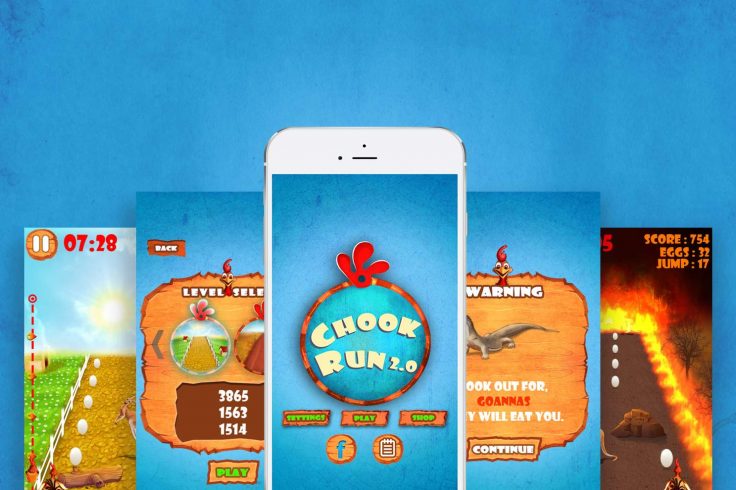 07:28
BACK
LEVEL SELE
3865
1563
1514
PLAY
CHOOK
RUN 2.0
SETTINGS
PLAY
SHOP
f
WARNING
OOK OUT FOR,
GOANNAS
Y WILL EAT YOU.
CONTINUE
5
SCORE : 754
EGGS : 32
JUMP : 17